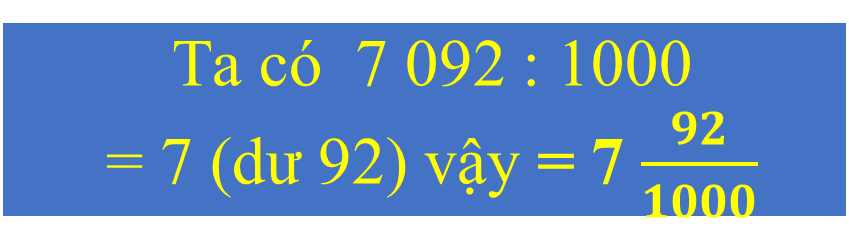 Ta có 7 092 : 1000
= 7 (dư 92) vậy = 7 92/1000